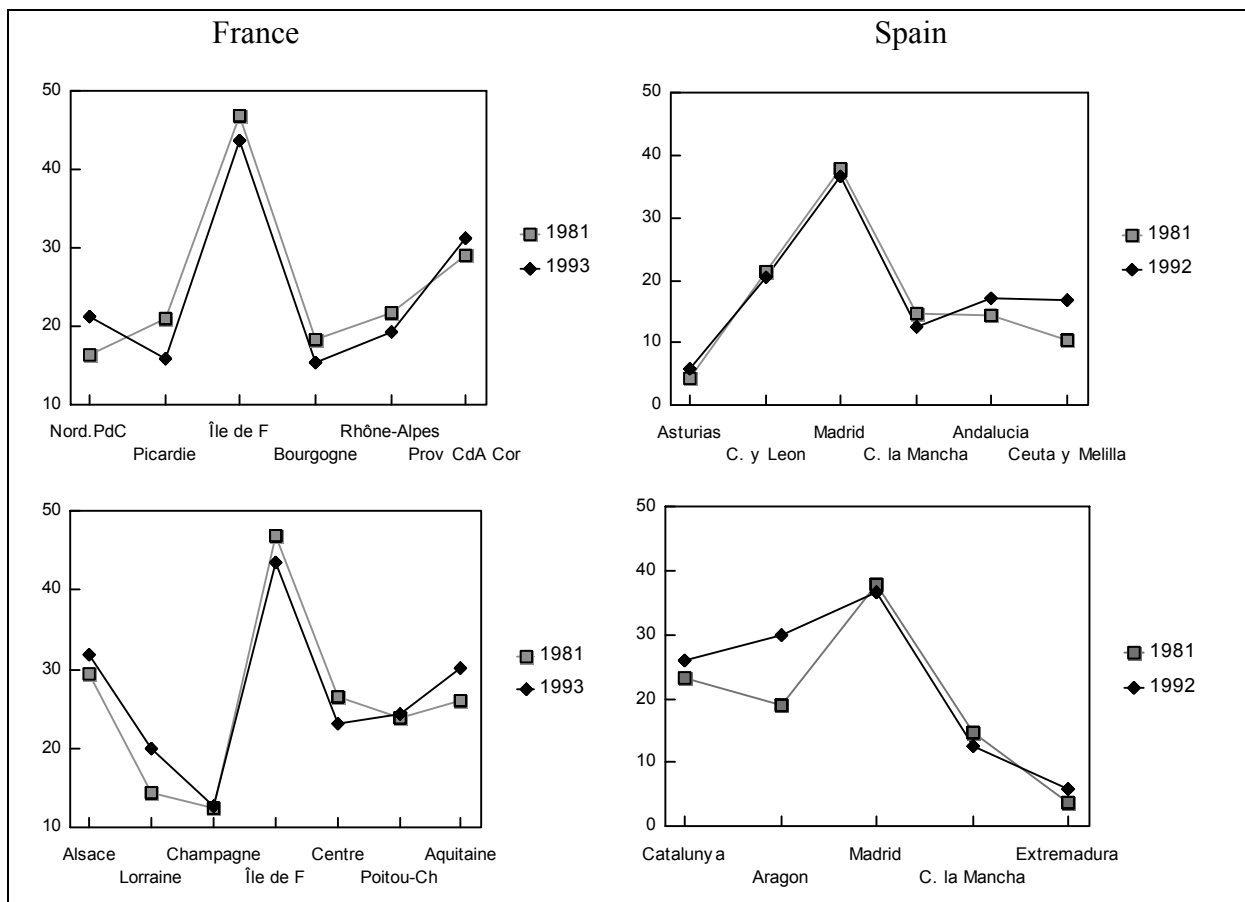 France
Spain
50
40
30
20
10
1981
1993
Nord.PdC
Île de F
Rhône-Alpes
Picardie
Bourgogne
Prov CdA Cor
50
40
30
20
10
0
1981
1992
Asturias
Madrid
Andalucia
C. y Leon
C. la Mancha
Ceuta y Melilla
50
40
30
20
10
1981
1993
Alsace
Champagne
Centre
Aquitaine
Lorraine
Île de F
Poitou-Ch
50
40
30
20
10
0
1981
1992
Catalunya
Madrid
Extremadura
Aragon
C. la Mancha